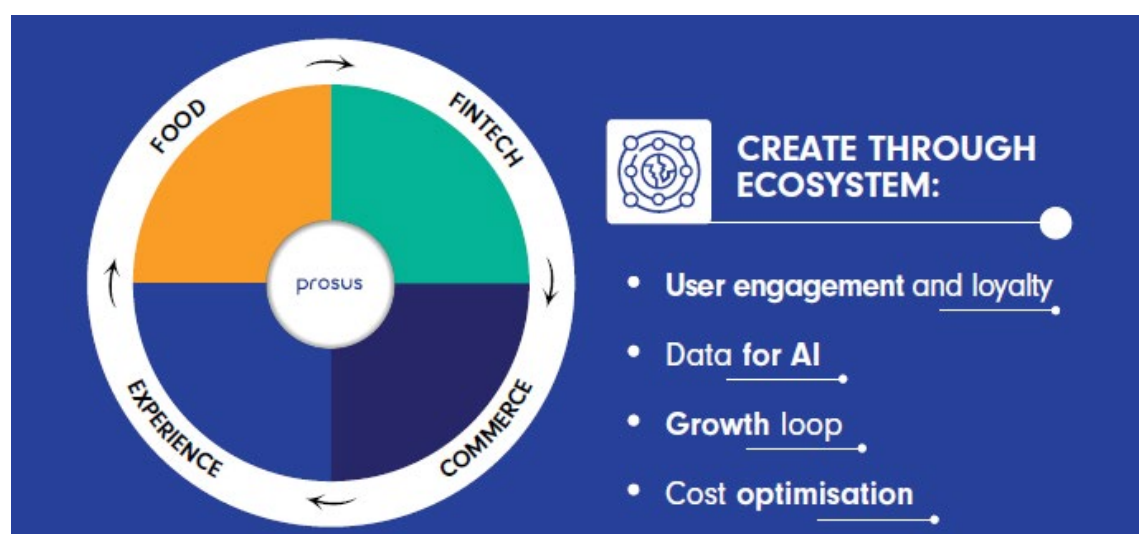 FOOD
FINTECH
prosus
EXPERIENCE
COMMERCE
CREATE THROUGH
ECOSYSTEM:
User engagement and loyalty
Data for AI
Growth loop
Cost optimisation